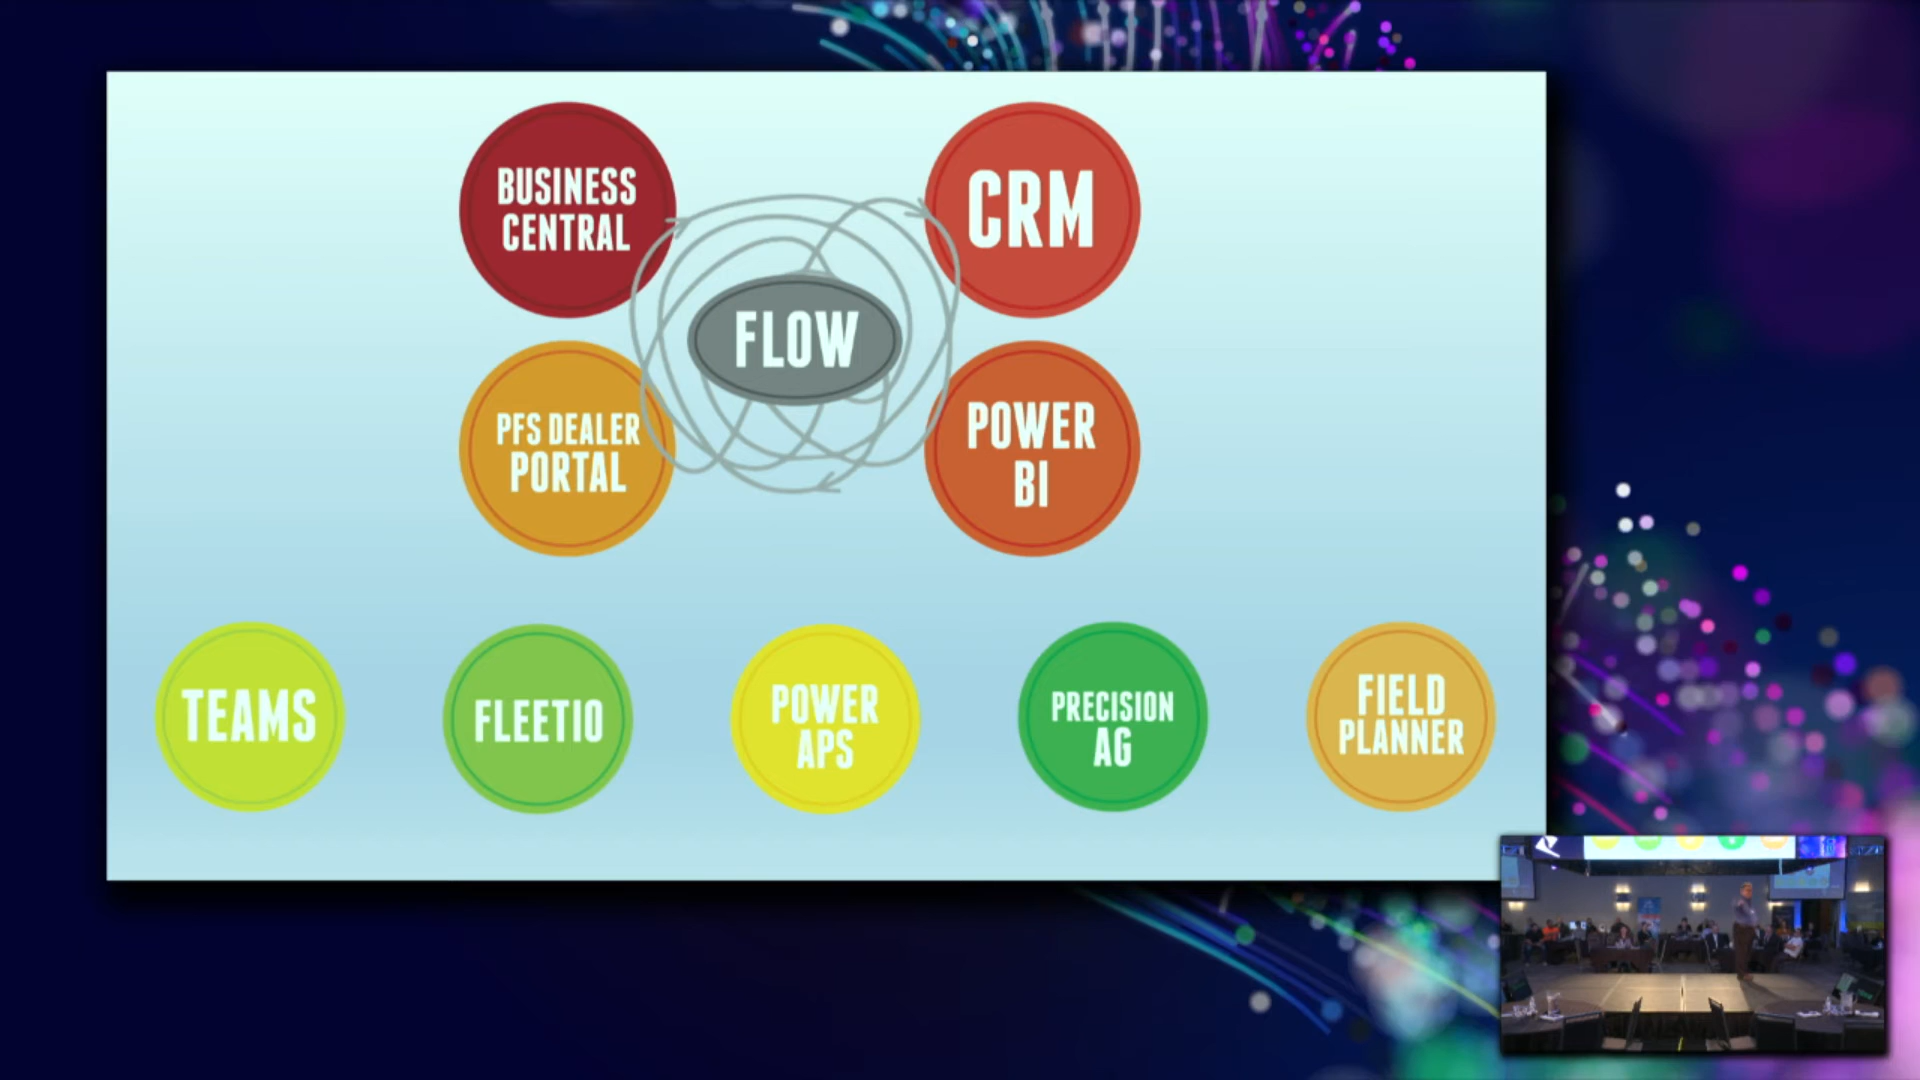 BUSINESS
CENTRAL
CRM
FLOW
PFS DEALER
PORTAL
POWER
BI
TEAMS
FLEETIO
POWER
APS
PRECISION
AG
FIELD
PLANNER